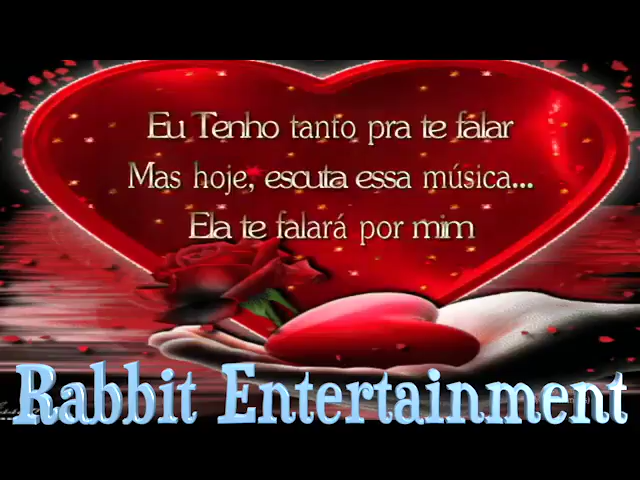 Eu Tenho tanto pra te falar
Mas hoje, escuta essa música...
Ela te falará por mim
Rabbit Entertainment